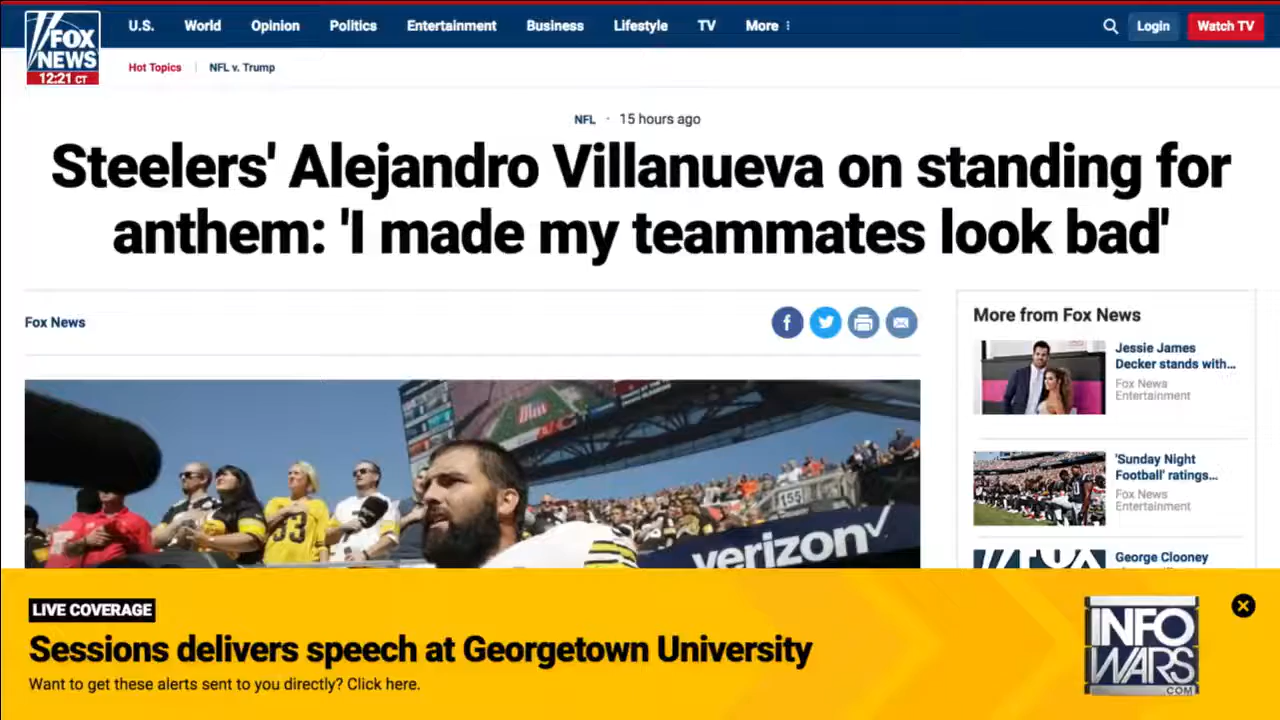 U.S. World Opinion Politics Entertainment Business Lifestyle TV More Login Watch TV
FOX
NEWS
12:21 CT
Hot Topics NFL v. Trump
NFL · 15 hours ago
Steelers' Alejandro Villanueva on standing for
anthem: 'I made my teammates look bad'
Fox News
More from Fox News
Jessie James
Decker stands with...
Fox News
Entertainment
'Sunday Night
Football' ratings...
Fox News
Entertainment
George Clooney
155
verizon
33
LIVE COVERAGE
Sessions delivers speech at Georgetown University
Want to get these alerts sent to you directly? Click here.
INFO
WARS
.COM